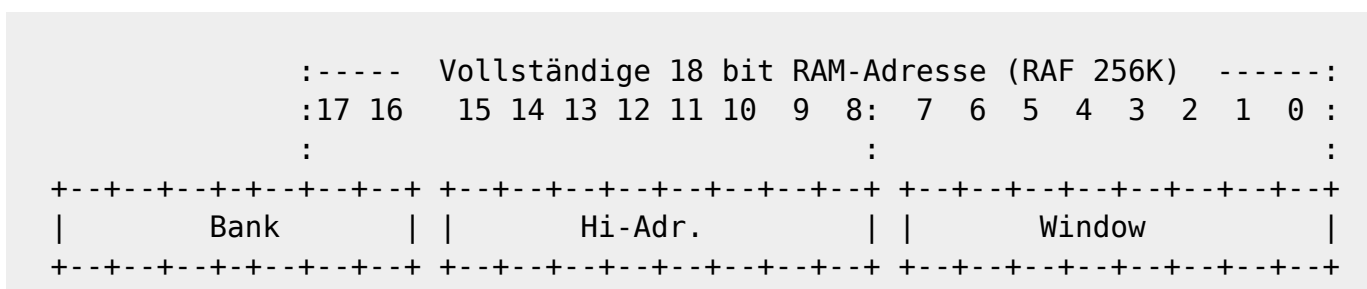 :----- Vollständige 18 bit RAM-Adresse (RAF 256K) ------:
:17 16 15 14 13 12 11 10 9 8: 7 6 5 4 3 2 1 0 :
: : :
+--+--+--+-+--+--+--+ +--+--+--+--+--+--+--+--+ +--+--+--+--+--+--+--+--+
| Bank | | Hi-Adr. | | Window |
+--+--+--+-+--+--+--+ +--+--+--+--+--+--+--+--+ +--+--+--+--+--+--+--+--+